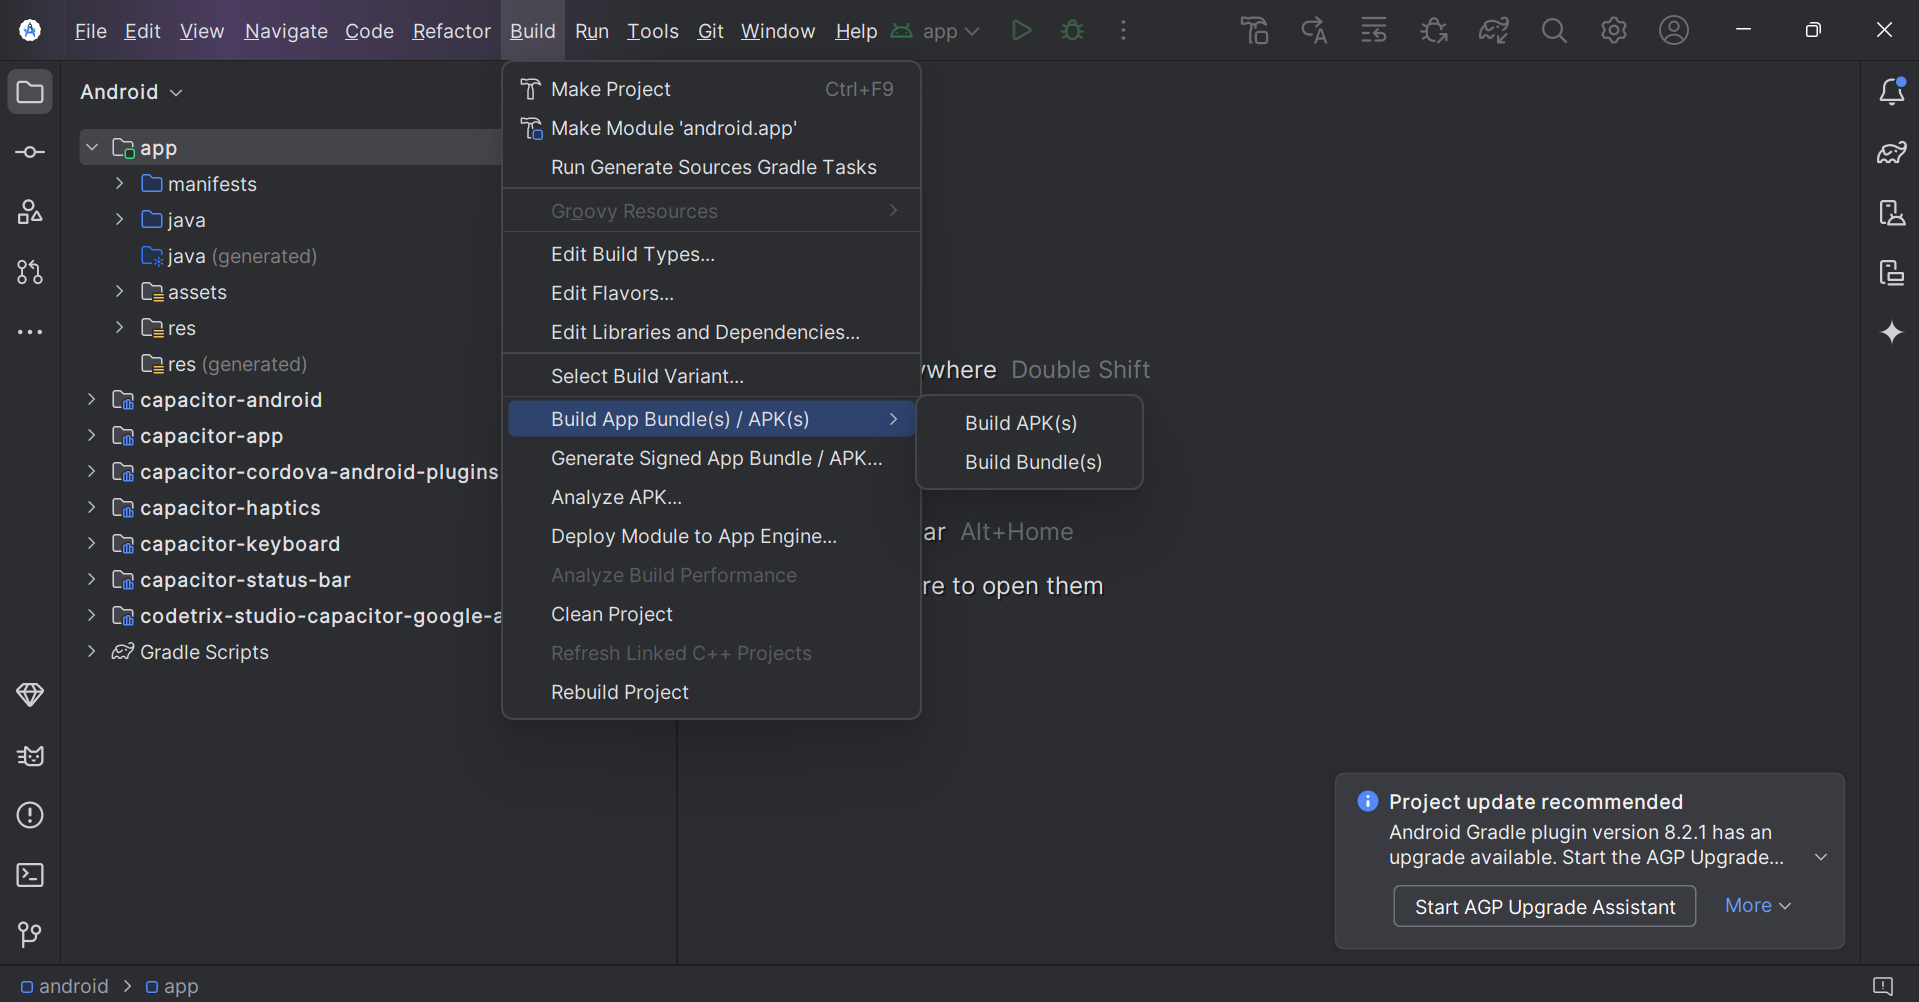 File Edit View Navigate Code Refactor Build Run Tools Git Window Help app
Android
app
manifests
java
java (generated)
assets
res
res (generated)
capacitor-android
capacitor-app
capacitor-cordova-android-plugins
capacitor-haptics
capacitor-keyboard
capacitor-status-bar
codetrix-studio-capacitor-google-a
Gradle Scripts
Make Project Ctrl+F9
Make Module 'android.app'
Run Generate Sources Gradle Tasks
Groovy Resources
Edit Build Types...
Edit Flavors...
Edit Libraries and Dependencies...
Select Build Variant...
Build App Bundle(s) / APK(s)
Generate Signed App Bundle / APK...
Analyze APK...
Deploy Module to App Engine...
Analyze Build Performance
Clean Project
Refresh Linked C++ Projects
Rebuild Project
Build APK(s)
Build Bundle(s)
ywhere Double Shift
ar Alt+Home
re to open them
Project update recommended
Android Gradle plugin version 8.2.1 has an
upgrade available. Start the AGP Upgrade...
Start AGP Upgrade Assistant More
android app